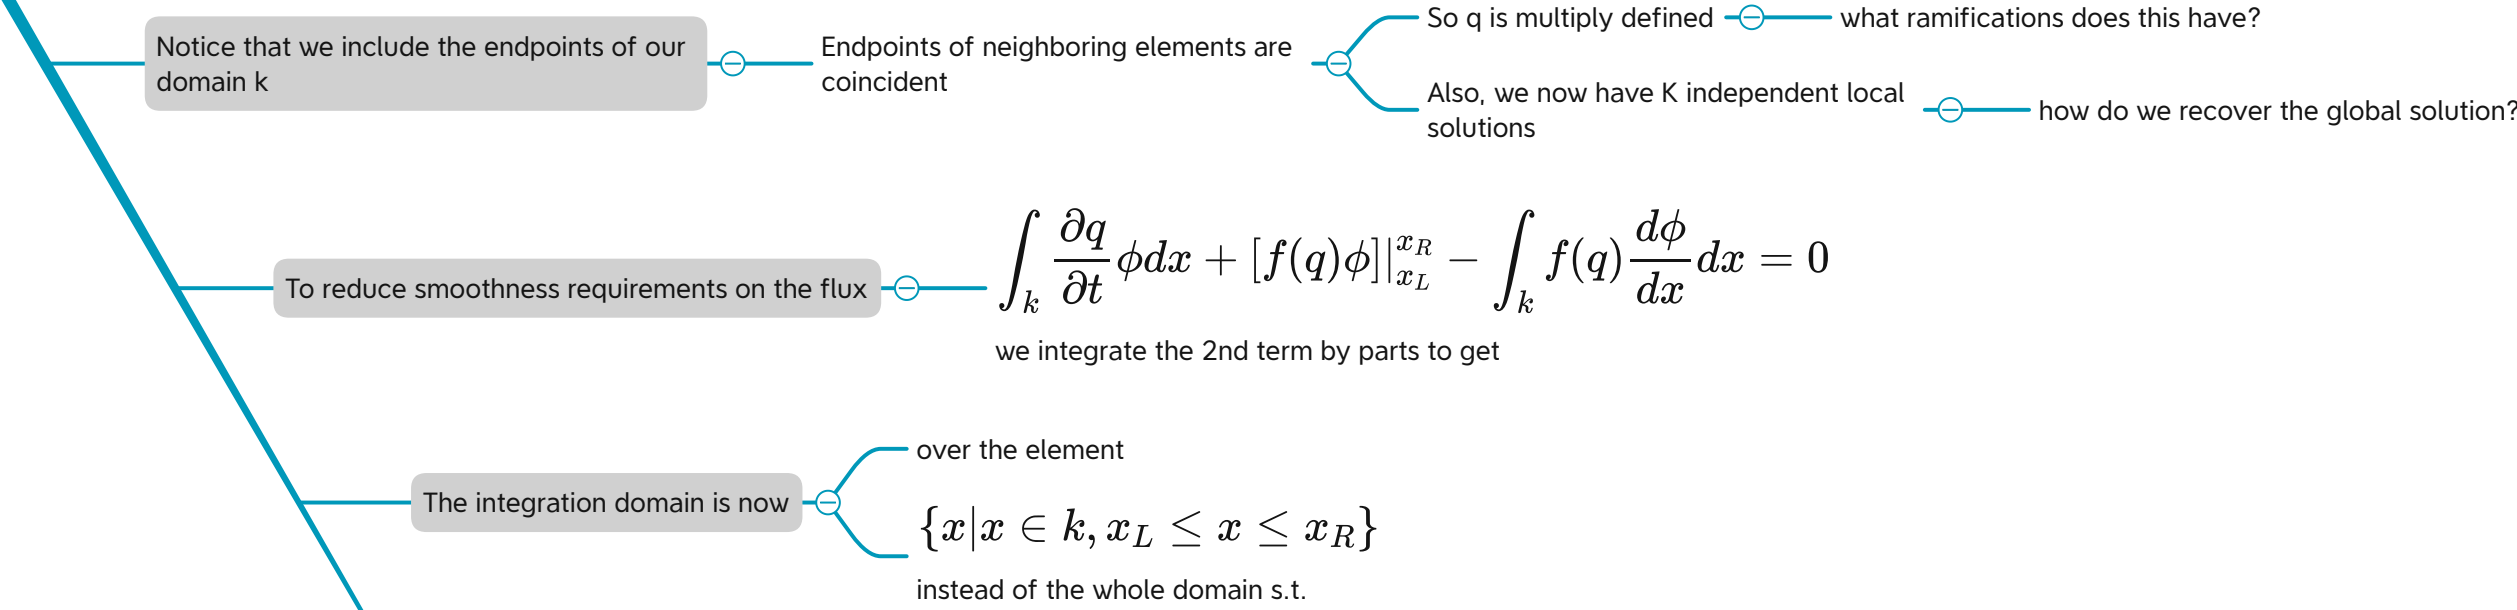 Notice that we include the endpoints of our
domain k
Endpoints of neighboring elements are
coincident
So q is multiply defined
what ramifications does this have?
Also, we now have K independent local
solutions
how do we recover the global solution?
To reduce smoothness requirements on the flux
∫_k ∂q/∂t ϕdx + [f(q)ϕ]|_{x_L}^{x_R} − ∫_k f(q) dϕ/dx dx = 0
we integrate the 2nd term by parts to get
The integration domain is now
over the element
{x|x ∈ k, x_L ≤ x ≤ x_R}
instead of the whole domain s.t.